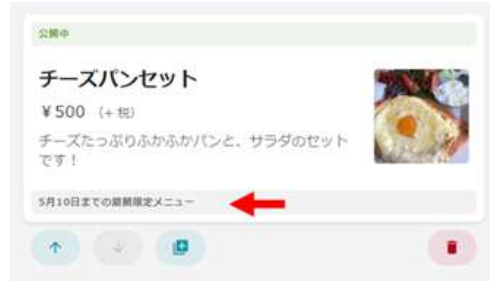 公開中
チーズパンセット
¥500 (+ 税)
チーズたっぷりふかふかパンと、サラダのセット
です！
5月10日までの期間限定メニュー